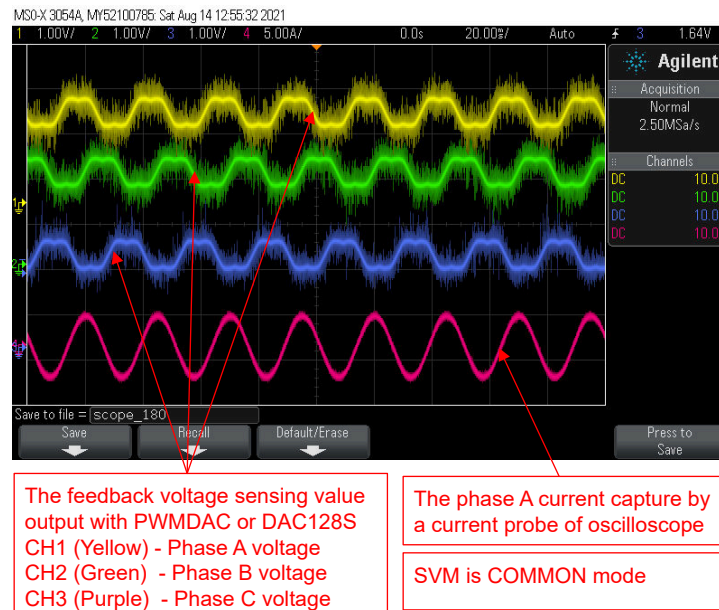 MSO-X 3054A, MY52100785: Sat Aug 14 12:55:32 2021
1 1.00V/ 2 1.00V/ 3 1.00V/ 4 5.00A/ 0.0s 20.00ms/ Auto 3 1.64V
Agilent
Acquisition
Normal
2.50MSa/s
Channels
DC 10.0
DC 10.0
DC 10.0
DC 10.0
Save to file = scope_180
Save
Recall
Default/Erase
Press to
Save
The feedback voltage sensing value
output with PWMDAC or DAC128S
CH1 (Yellow) - Phase A voltage
CH2 (Green) - Phase B voltage
CH3 (Purple) - Phase C voltage
The phase A current capture by
a current probe of oscilloscope
SVM is COMMON mode